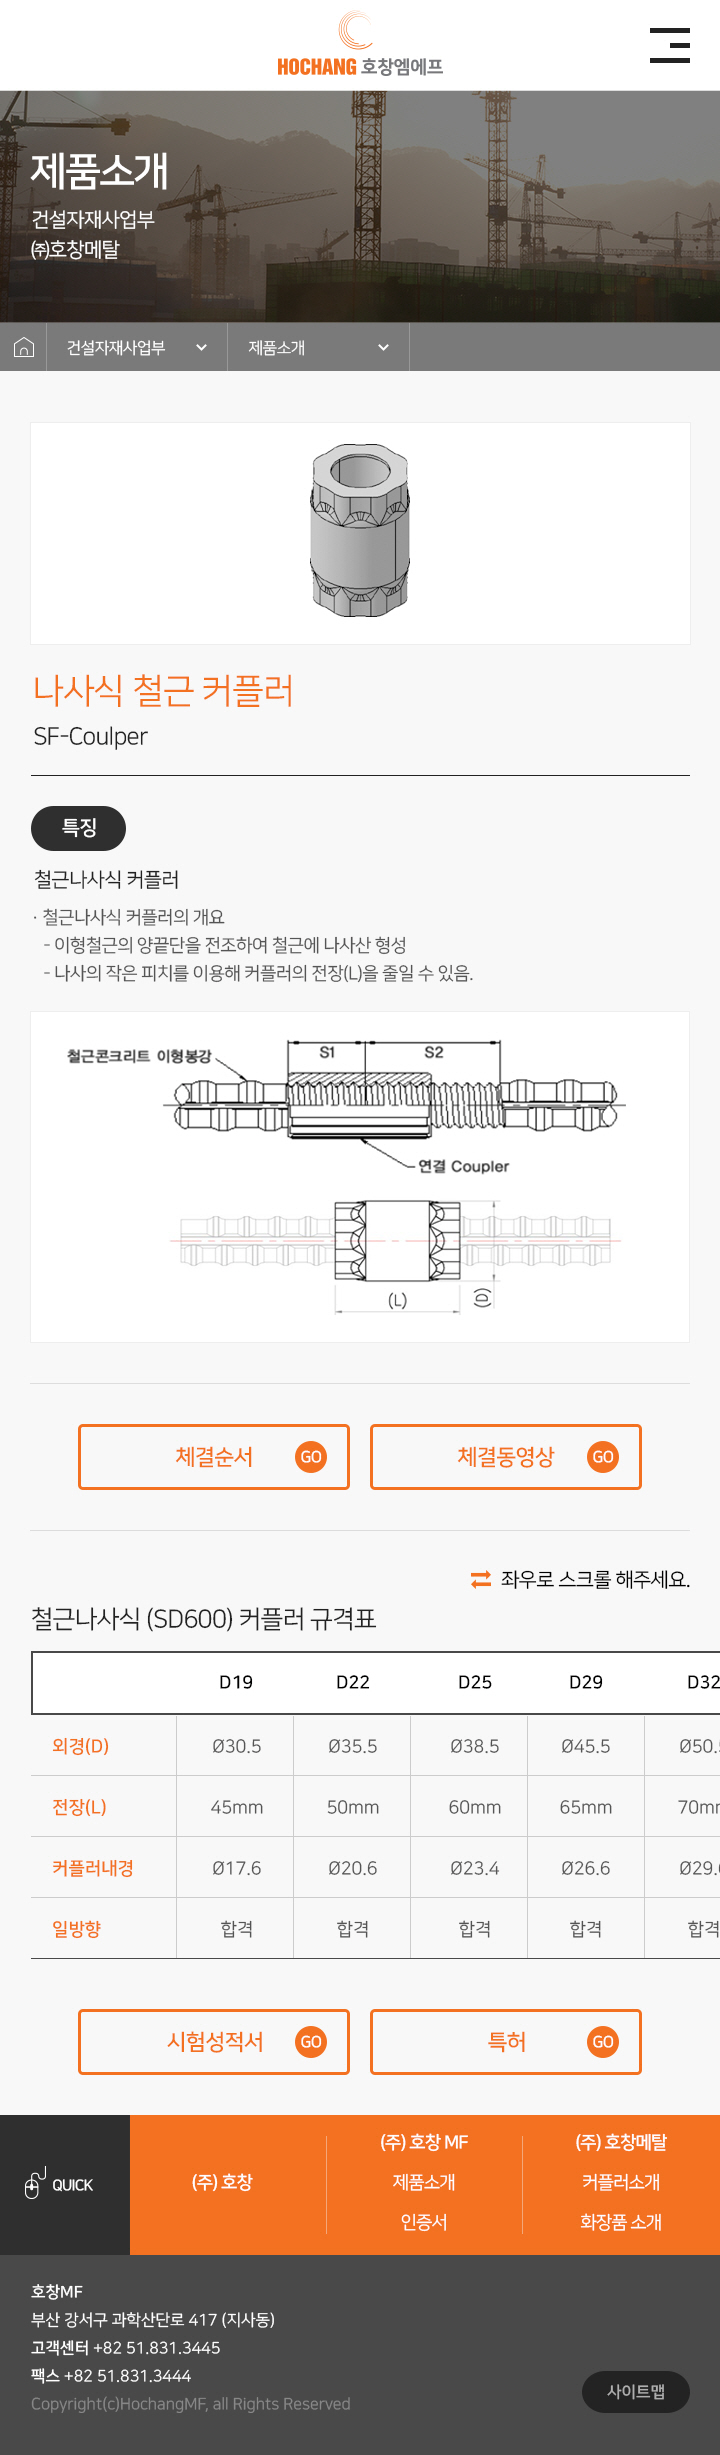 HOCHANG 호창엠에프
제품소개
건설자재사업부
㈜호창메탈
건설자재사업부 제품소개
나사식 철근 커플러
SF-Coulper
특징
철근나사식 커플러
· 철근나사식 커플러의 개요
- 이형철근의 양끝단을 전조하여 철근에 나사산 형성
- 나사의 작은 피치를 이용해 커플러의 전장(L)을 줄일 수 있음.
철근콘크리트 이형봉강 S1 S2
연결 Coupler
(L) (D)
체결순서 GO 체결동영상 GO
좌우로 스크롤 해주세요.
철근나사식 (SD600) 커플러 규격표
D19 D22 D25 D29 D32
외경(D) Ø30.5 Ø35.5 Ø38.5 Ø45.5 Ø50.5
전장(L) 45mm 50mm 60mm 65mm 70mm
커플러내경 Ø17.6 Ø20.6 Ø23.4 Ø26.6 Ø29.6
일방향 합격 합격 합격 합격 합격
시험성적서 GO 특허 GO
QUICK
(주) 호창
(주) 호창 MF
제품소개
인증서
(주) 호창메탈
커플러소개
화장품 소개
호창MF
부산 강서구 과학산단로 417 (지사동)
고객센터 +82 51.831.3445
팩스 +82 51.831.3444
Copyright(c)HochangMF, all Rights Reserved
사이트맵